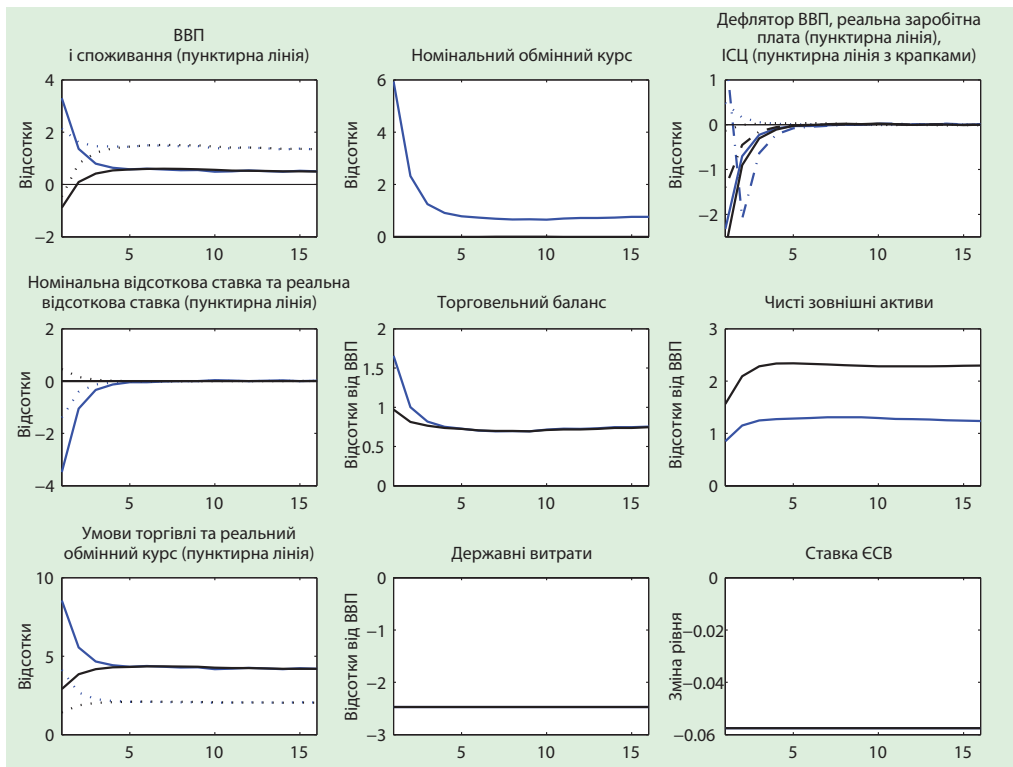 ВВП
і споживання (пунктирна лінія)
Відсотки
4
2
0
−2
5
10
15
Номінальний обмінний курс
Відсотки
6
4
2
0
5
10
15
Дефлятор ВВП, реальна заробітна
плата (пунктирна лінія),
ІСЦ (пунктирна лінія з крапками)
Відсотки
1
0
−1
−2
5
10
15
Номінальна відсоткова ставка та реальна
відсоткова ставка (пунктирна лінія)
Відсотки
2
0
−2
−4
5
10
15
Торговельний баланс
Відсотки від ВВП
2
1.5
1
0.5
0
5
10
15
Чисті зовнішні активи
Відсотки від ВВП
3
2
1
0
5
10
15
Умови торгівлі та реальний
обмінний курс (пунктирна лінія)
Відсотки
10
5
0
5
10
15
Державні витрати
Відсотки від ВВП
0
−1
−2
−3
5
10
15
Ставка ЄСВ
Зміна рівня
0
−0.02
−0.04
−0.06
5
10
15